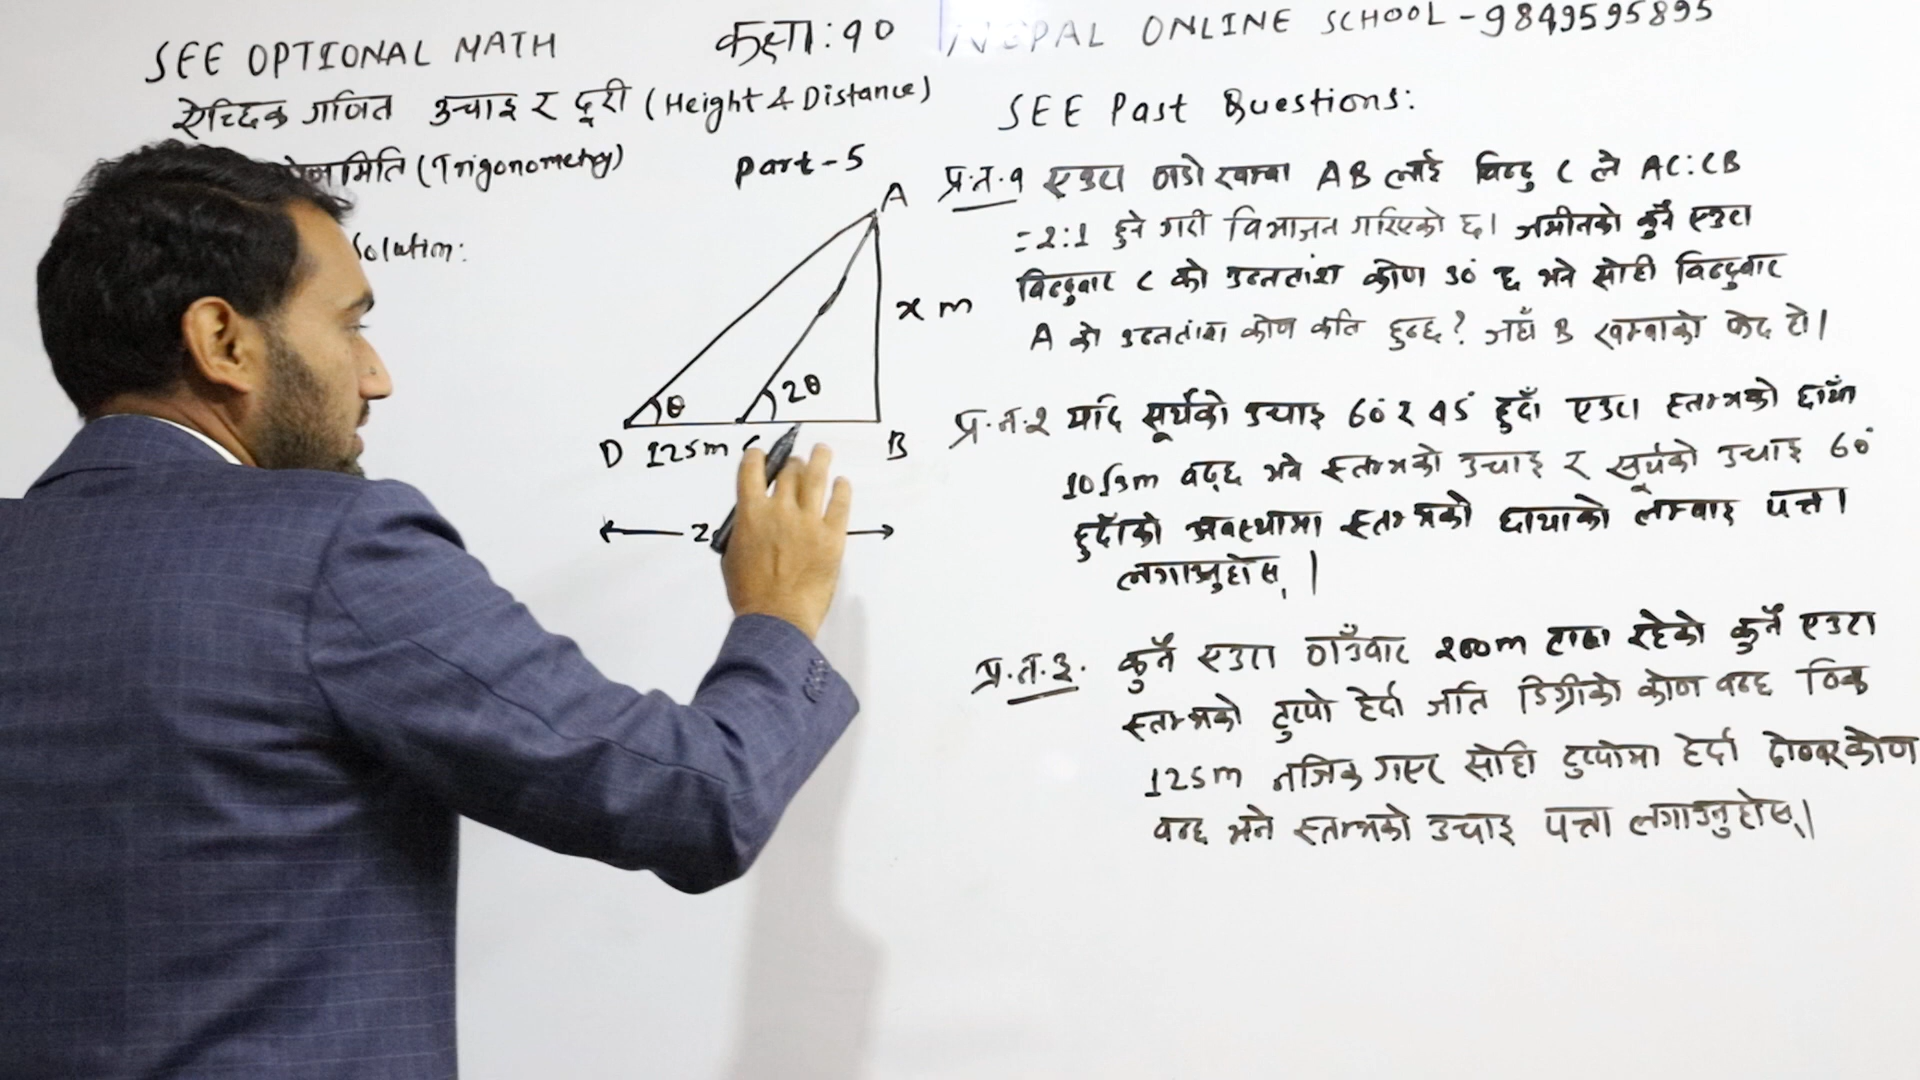 SEE OPTIONAL MATH
कक्षा: १०
NEPAL ONLINE SCHOOL - 9849595895
ऐच्छिक गणित उचाइ र दूरी (Height & Distance)
(Trigonometry)
Part-5
Solution:
A
x m
θ
2θ
D 125m C
B
2
SEE Past Questions:
प्र.न.१ एउटा ठाडो खम्बा AB लाई बिन्दु C ले AC:CB
= 2:1 हुने गरी विभाजन गरिएको छ। जमीनको कुनै एउटा
बिन्दुबाट C को उन्नतांश कोण 30° छ भने सोही बिन्दुबाट
A को उन्नतांश कोण कति हुन्छ? जहाँ B खम्बाको फेद हो।
प्र.न.२ यदि सूर्यको उचाइ 60° र 45° हुदाँ एउटा स्तम्भको छायाँ
10√3m बढ्छ भने स्तम्भको उचाइ र सूर्यको उचाइ 60°
हुदाँको अवस्थामा स्तम्भको छायाको लम्बाइ पत्ता
लगाउनुहोस् ।
प्र.न.३. कुनै एउटा ठाँउबाट 200m टाढा रहेको कुनै एउटा
स्तम्भको टुप्पो हेर्दा जति डिग्रीको कोण बन्छ ठिक
125m नजिक गएर सोहि टुप्पोमा हेर्दा दोब्बर कोण
बन्छ भने स्तम्भको उचाइ पत्ता लगाउनुहोस्।